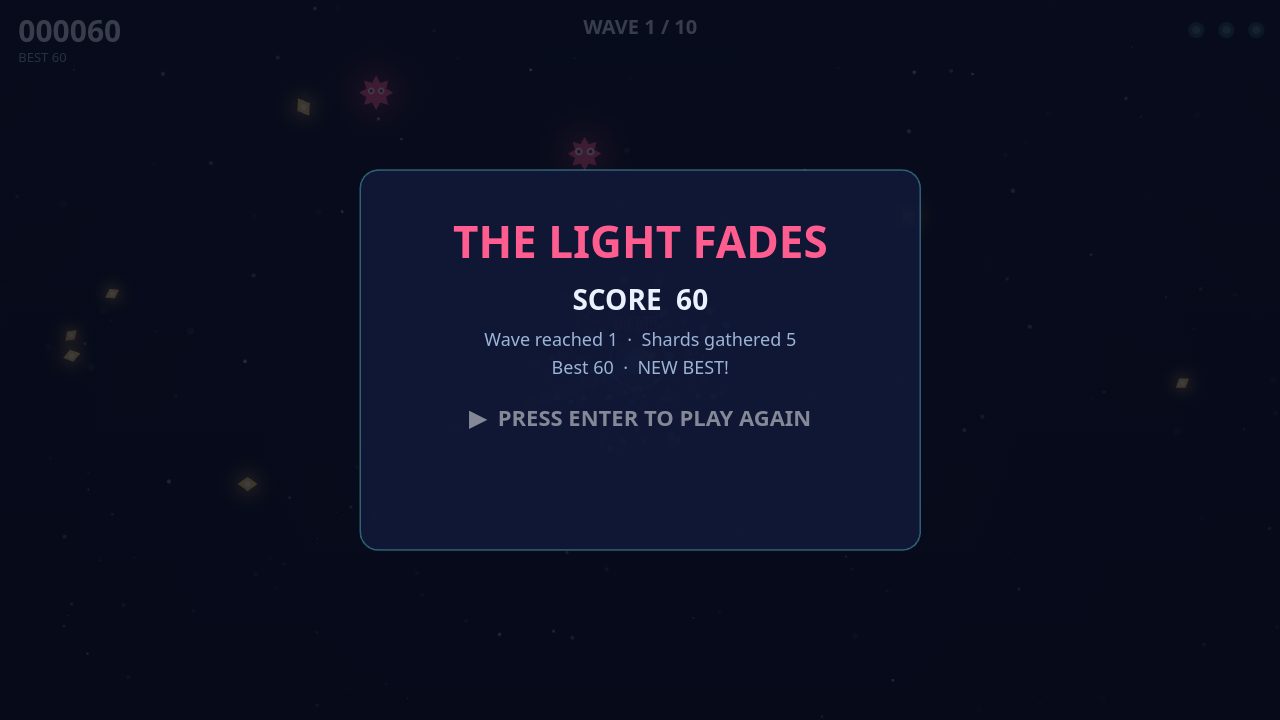 000060
WAVE 1 / 10
BEST 60
THE LIGHT FADES
SCORE 60
Wave reached 1 · Shards gathered 5
Best 60 · NEW BEST!
▶ PRESS ENTER TO PLAY AGAIN